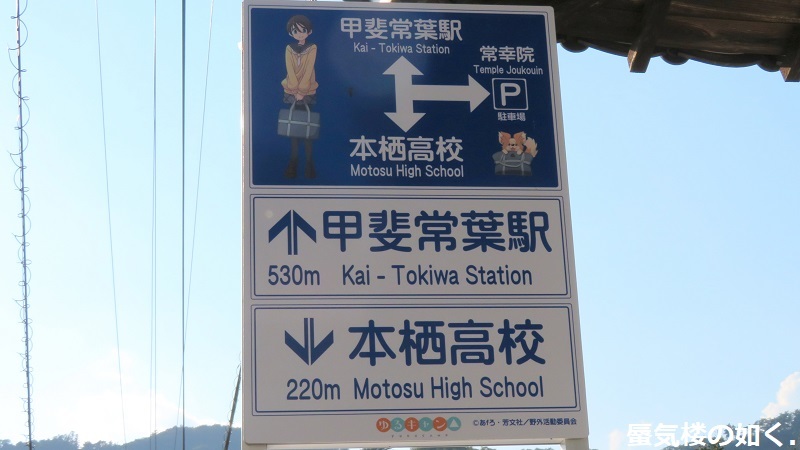 甲斐常葉駅
Kai - Tokiwa Station
常幸院
Temple Joukouin
P
駐車場
本栖高校
Motosu High School
甲斐常葉駅
530m Kai - Tokiwa Station
本栖高校
220m Motosu High School
ゆるキャン△
©あfろ・芳文社／野外活動委員会
蜃気楼の如く.